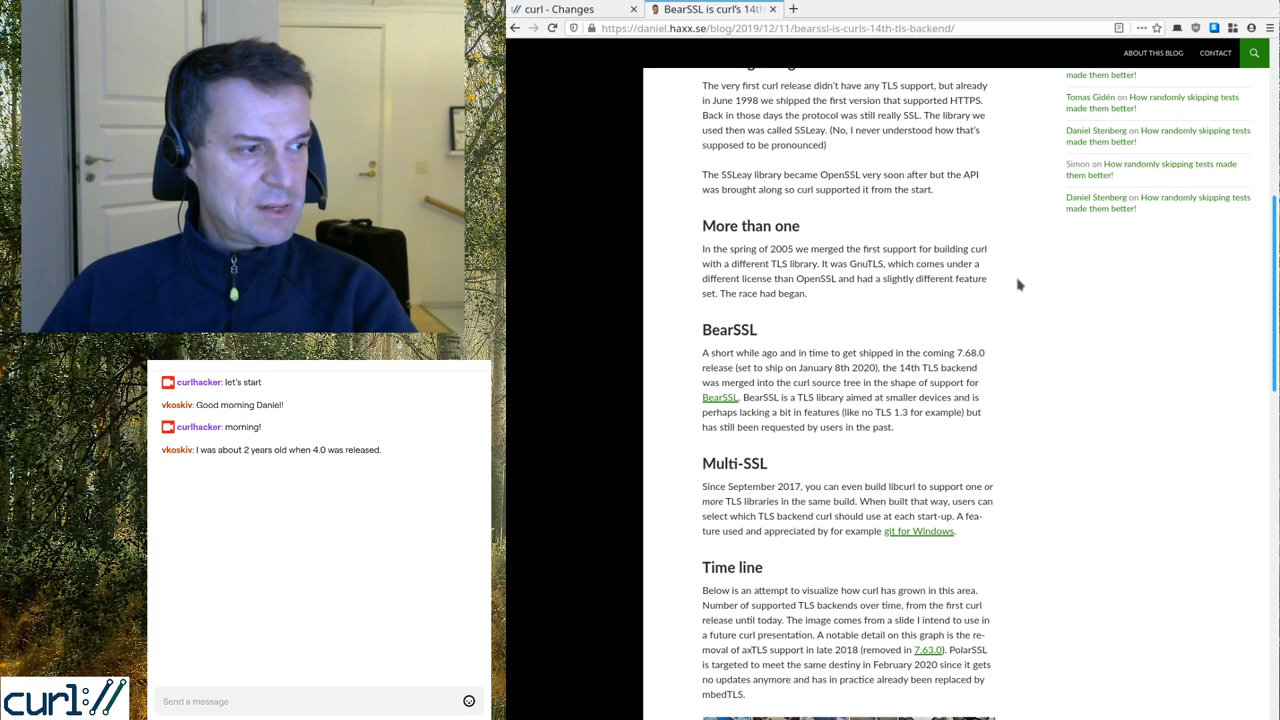 curl - Changes
BearSSL is curl's 14th
https://daniel.haxx.se/blog/2019/12/11/bearssl-is-curls-14th-tls-backend/
ABOUT THIS BLOG
CONTACT
The very first curl release didn't have any TLS support, but already
in June 1998 we shipped the first version that supported HTTPS.
Back in those days the protocol was still really SSL. The library we
used then was called SSLeay. (No, I never understood how that's
supposed to be pronounced)
The SSLeay library became OpenSSL very soon after but the API
was brought along so curl supported it from the start.
More than one
In the spring of 2005 we merged the first support for building curl
with a different TLS library. It was GnuTLS, which comes under a
different license than OpenSSL and had a slightly different feature
set. The race had began.
BearSSL
A short while ago and in time to get shipped in the coming 7.68.0
release (set to ship on January 8th 2020), the 14th TLS backend
was merged into the curl source tree in the shape of support for
BearSSL. BearSSL is a TLS library aimed at smaller devices and is
perhaps lacking a bit in features (like no TLS 1.3 for example) but
has still been requested by users in the past.
Multi-SSL
Since September 2017, you can even build libcurl to support one or
more TLS libraries in the same build. When built that way, users can
select which TLS backend curl should use at each start-up. A fea-
ture used and appreciated by for example git for Windows.
Time line
Below is an attempt to visualize how curl has grown in this area.
Number of supported TLS backends over time, from the first curl
release until today. The image comes from a slide I intend to use in
a future curl presentation. A notable detail on this graph is the re-
moval of axTLS support in late 2018 (removed in 7.63.0). PolarSSL
is targeted to meet the same destiny in February 2020 since it gets
no updates anymore and has in practice already been replaced by
mbedTLS.
made them better!
Tomas Gidén on How randomly skipping tests
made them better!
Daniel Stenberg on How randomly skipping tests
made them better!
Simon on How randomly skipping tests made
them better!
Daniel Stenberg on How randomly skipping tests
made them better!
curlhacker: let's start
vkoskiv: Good morning Daniel!
curlhacker: morning!
vkoskiv: I was about 2 years old when 4.0 was released.
Send a message
curl://